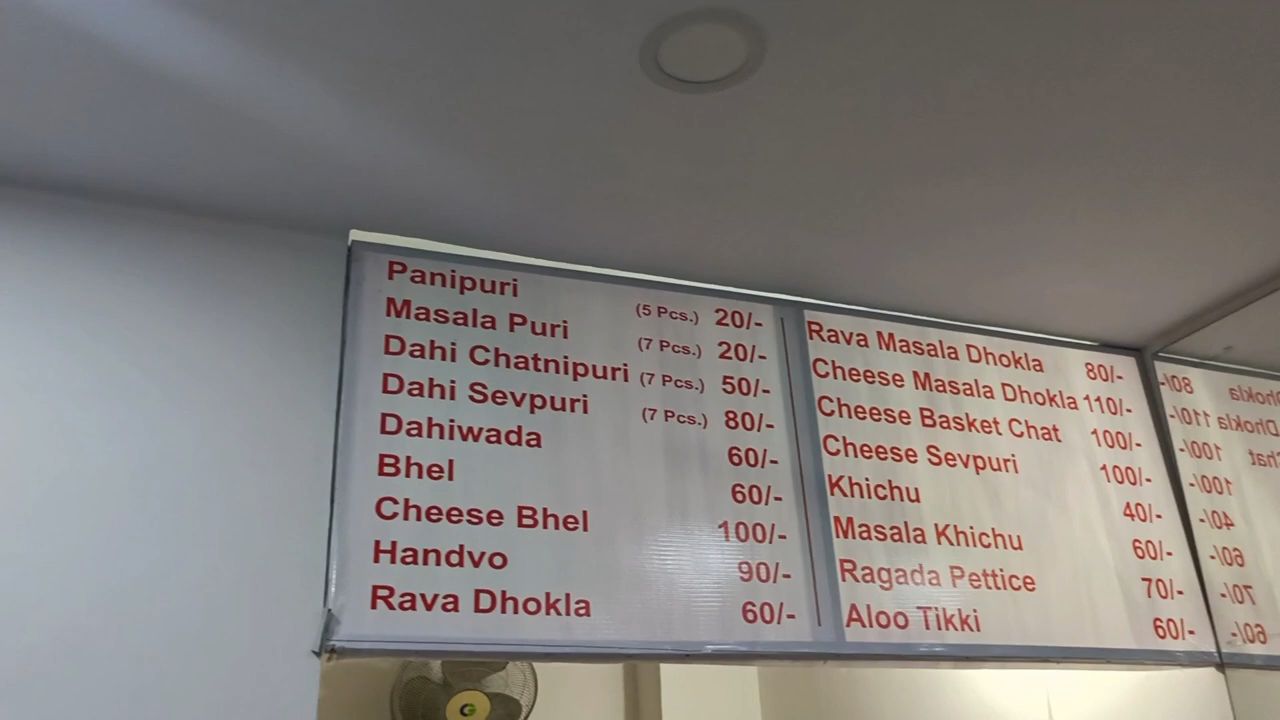 Panipuri (5 Pcs.) 20/-
Masala Puri (7 Pcs.) 20/-
Dahi Chatnipuri (7 Pcs.) 50/-
Dahi Sevpuri (7 Pcs.) 80/-
Dahiwada 60/-
Bhel 60/-
Cheese Bhel 100/-
Handvo 90/-
Rava Dhokla 60/-
Rava Masala Dhokla 80/-
Cheese Masala Dhokla 110/-
Cheese Basket Chat 100/-
Cheese Sevpuri 100/-
Khichu 40/-
Masala Khichu 60/-
Ragada Pettice 70/-
Aloo Tikki 60/-